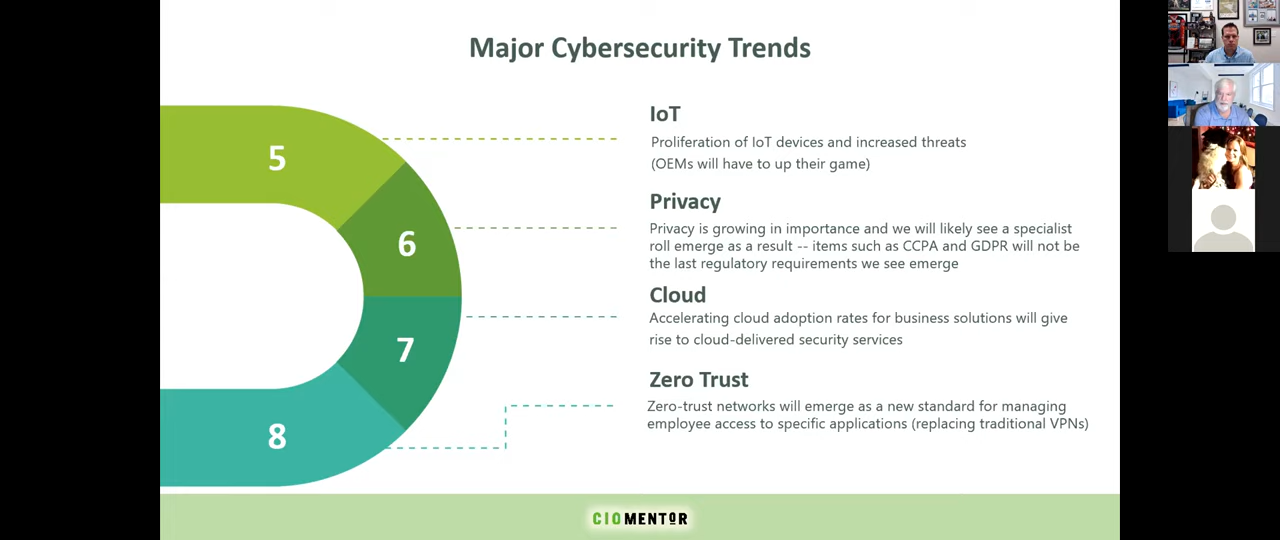 Major Cybersecurity Trends
5
IoT
Proliferation of IoT devices and increased threats
(OEMs will have to up their game)
6
Privacy
Privacy is growing in importance and we will likely see a specialist
roll emerge as a result -- items such as CCPA and GDPR will not be
the last regulatory requirements we see emerge
7
Cloud
Accelerating cloud adoption rates for business solutions will give
rise to cloud-delivered security services
8
Zero Trust
Zero-trust networks will emerge as a new standard for managing
employee access to specific applications (replacing traditional VPNs)
CIOMENTOR